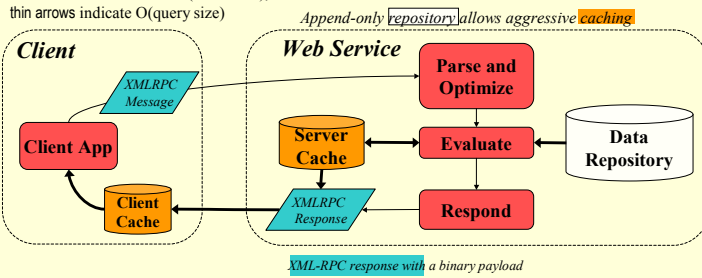 thin arrows indicate O(query size)
Append-only repository allows aggressive caching
Client
Web Service
XMLRPC
Message
Parse and
Optimize
Client App
Server
Cache
Evaluate
Data
Repository
Client
Cache
XMLRPC
Response
Respond
XML-RPC response with a binary payload